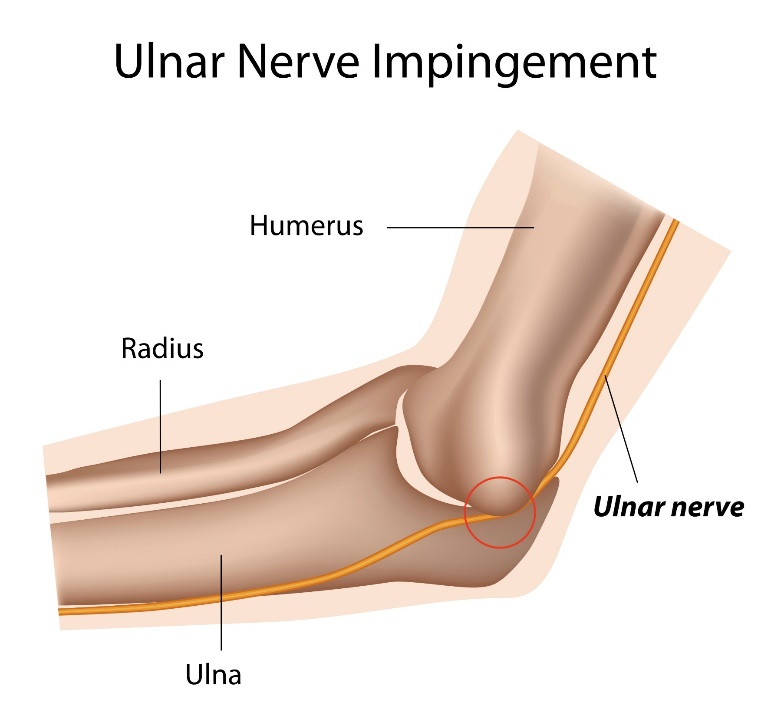 Ulnar Nerve Impingement
Humerus
Radius
Ulnar nerve
Ulna